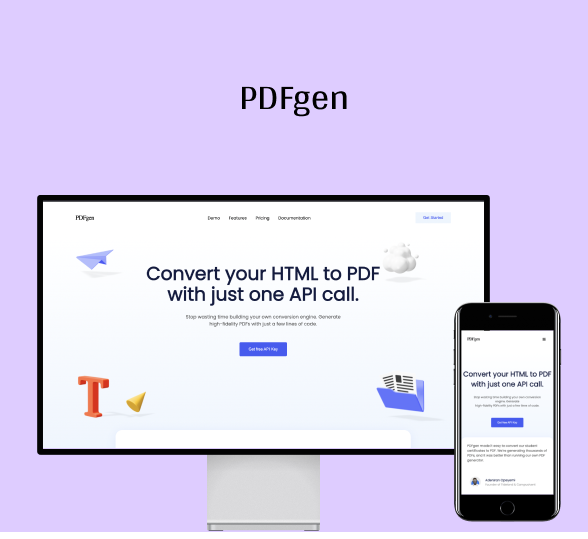 PDFgen
PDFgen
Demo Features Pricing Documentation
Get Started
Convert your HTML to PDF
with just one API call.
Stop wasting time building your own conversion engine. Generate
high-fidelity PDFs with just a few lines of code.
Get free API Key
T
PDFgen
Convert your HTML to PDF
with just one API call.
Stop wasting time building your own conversion
engine. Generate
high-fidelity PDFs with just a few lines of code.
Get free API Key
PDFgen made it easy to convert our student
certificates to PDF. We're generating thousands of
PDFs, and it was better than running our own PDF
generation.